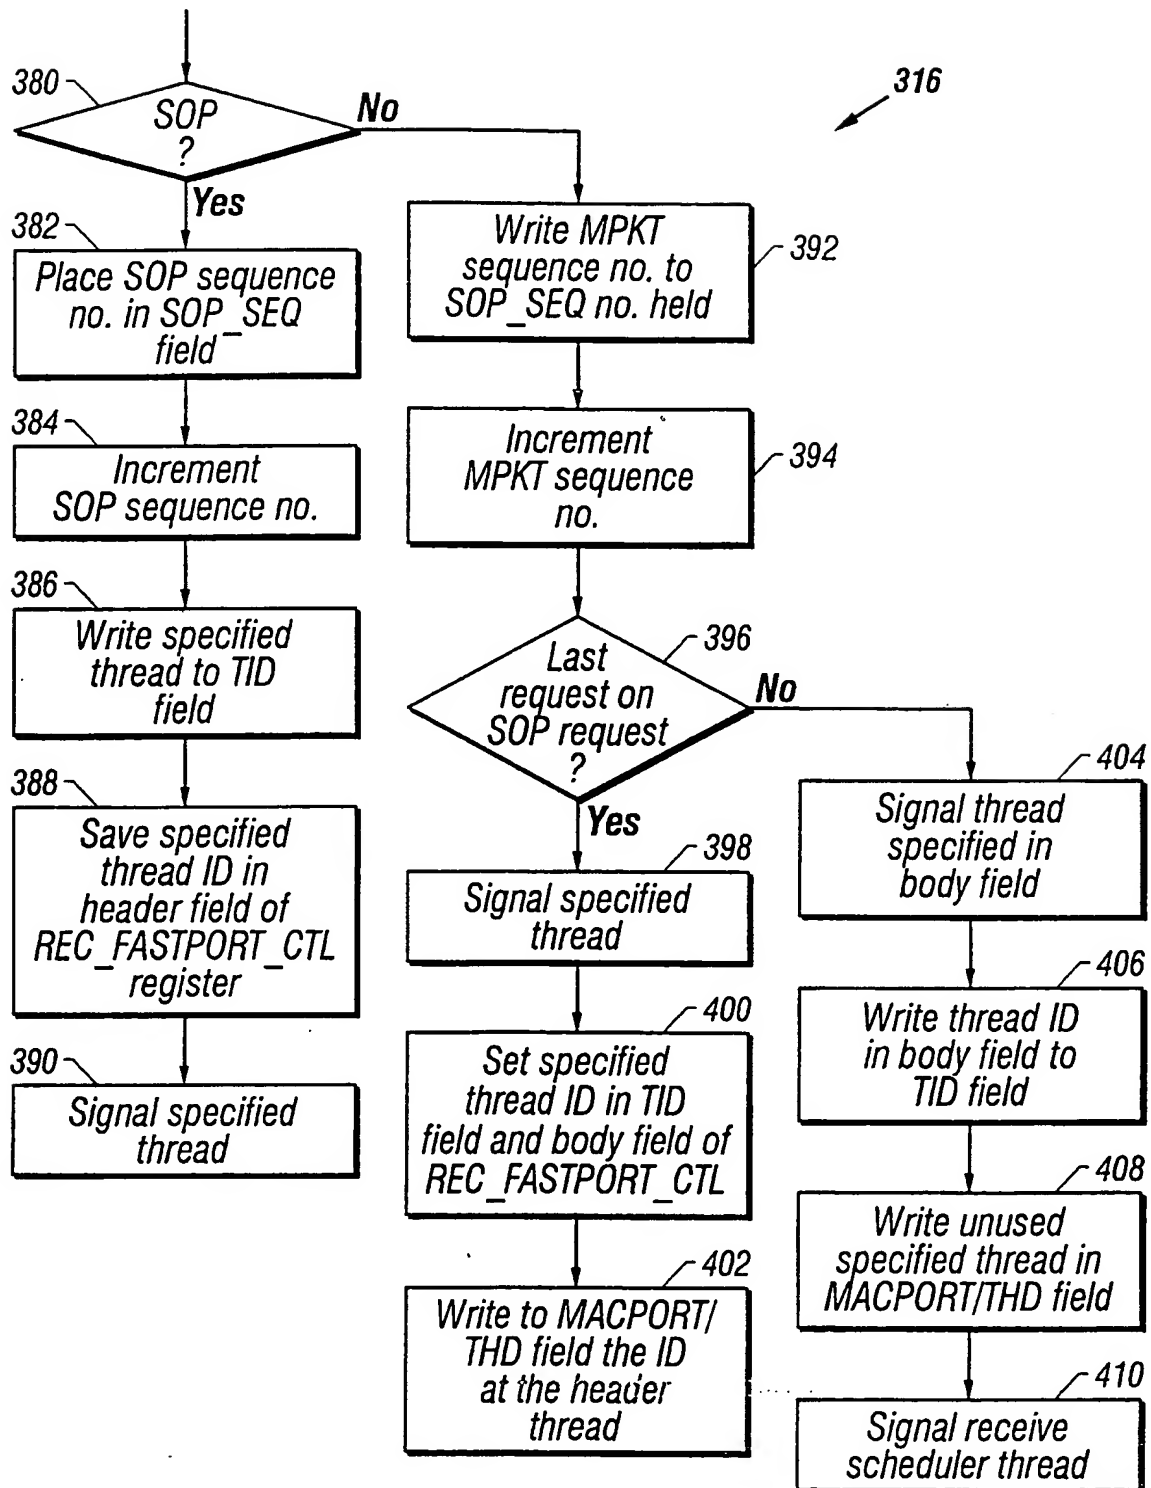 316
380
SOP
?
No
Yes
382
Place SOP sequence
no. in SOP_SEQ
field
384
Increment
SOP sequence no.
386
Write specified
thread to TID
field
388
Save specified
thread ID in
header field of
REC_FASTPORT_CTL
register
390
Signal specified
thread
392
Write MPKT
sequence no. to
SOP_SEQ no. held
394
Increment
MPKT sequence
no.
396
Last
request on
SOP request
?
No
Yes
398
Signal specified
thread
400
Set specified
thread ID in TID
field and body field of
REC_FASTPORT_CTL
402
Write to MACPORT/
THD field the ID
at the header
thread
404
Signal thread
specified in
body field
406
Write thread ID
in body field to
TID field
408
Write unused
specified thread in
MACPORT/THD field
410
Signal receive
scheduler thread